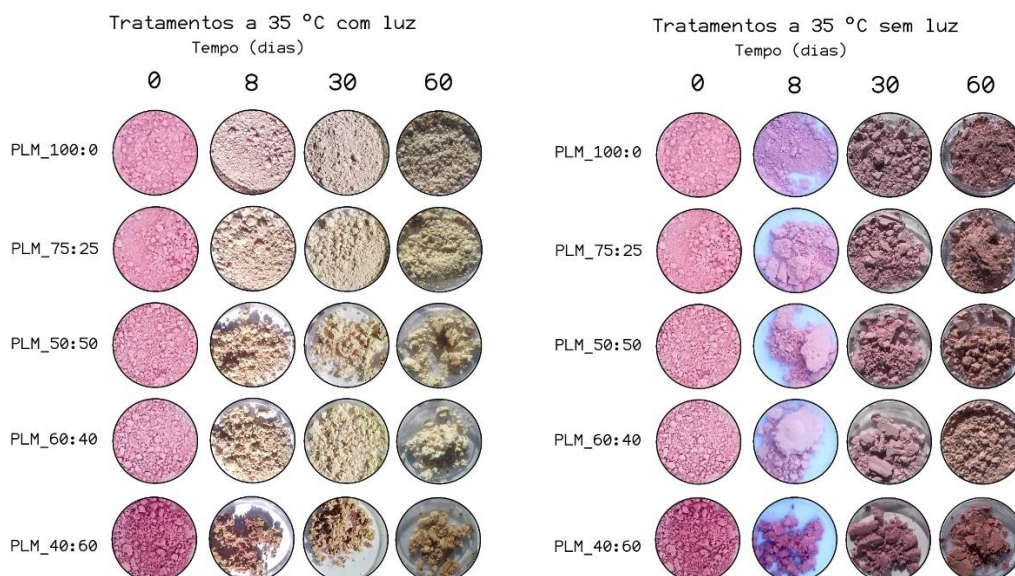 Tratamentos a 35 °C com luz
Tempo (dias)
0 8 30 60
PLM_100:0
PLM_75:25
PLM_50:50
PLM_60:40
PLM_40:60
Tratamentos a 35 °C sem luz
Tempo (dias)
0 8 30 60
PLM_100:0
PLM_75:25
PLM_50:50
PLM_60:40
PLM_40:60